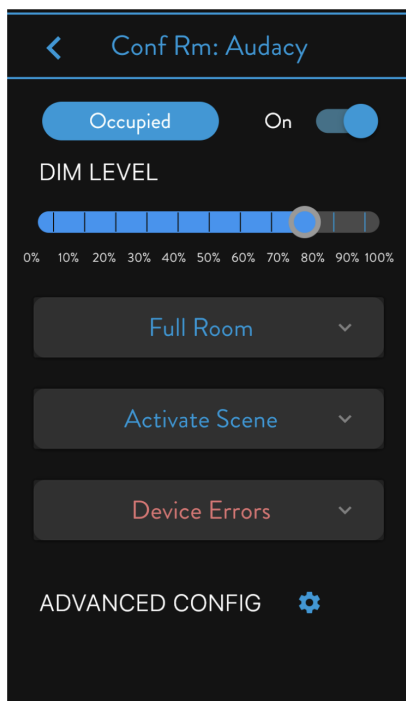 Conf Rm: Audacy
Occupied On
DIM LEVEL
0% 10% 20% 30% 40% 50% 60% 70% 80% 90% 100%
Full Room
Activate Scene
Device Errors
ADVANCED CONFIG